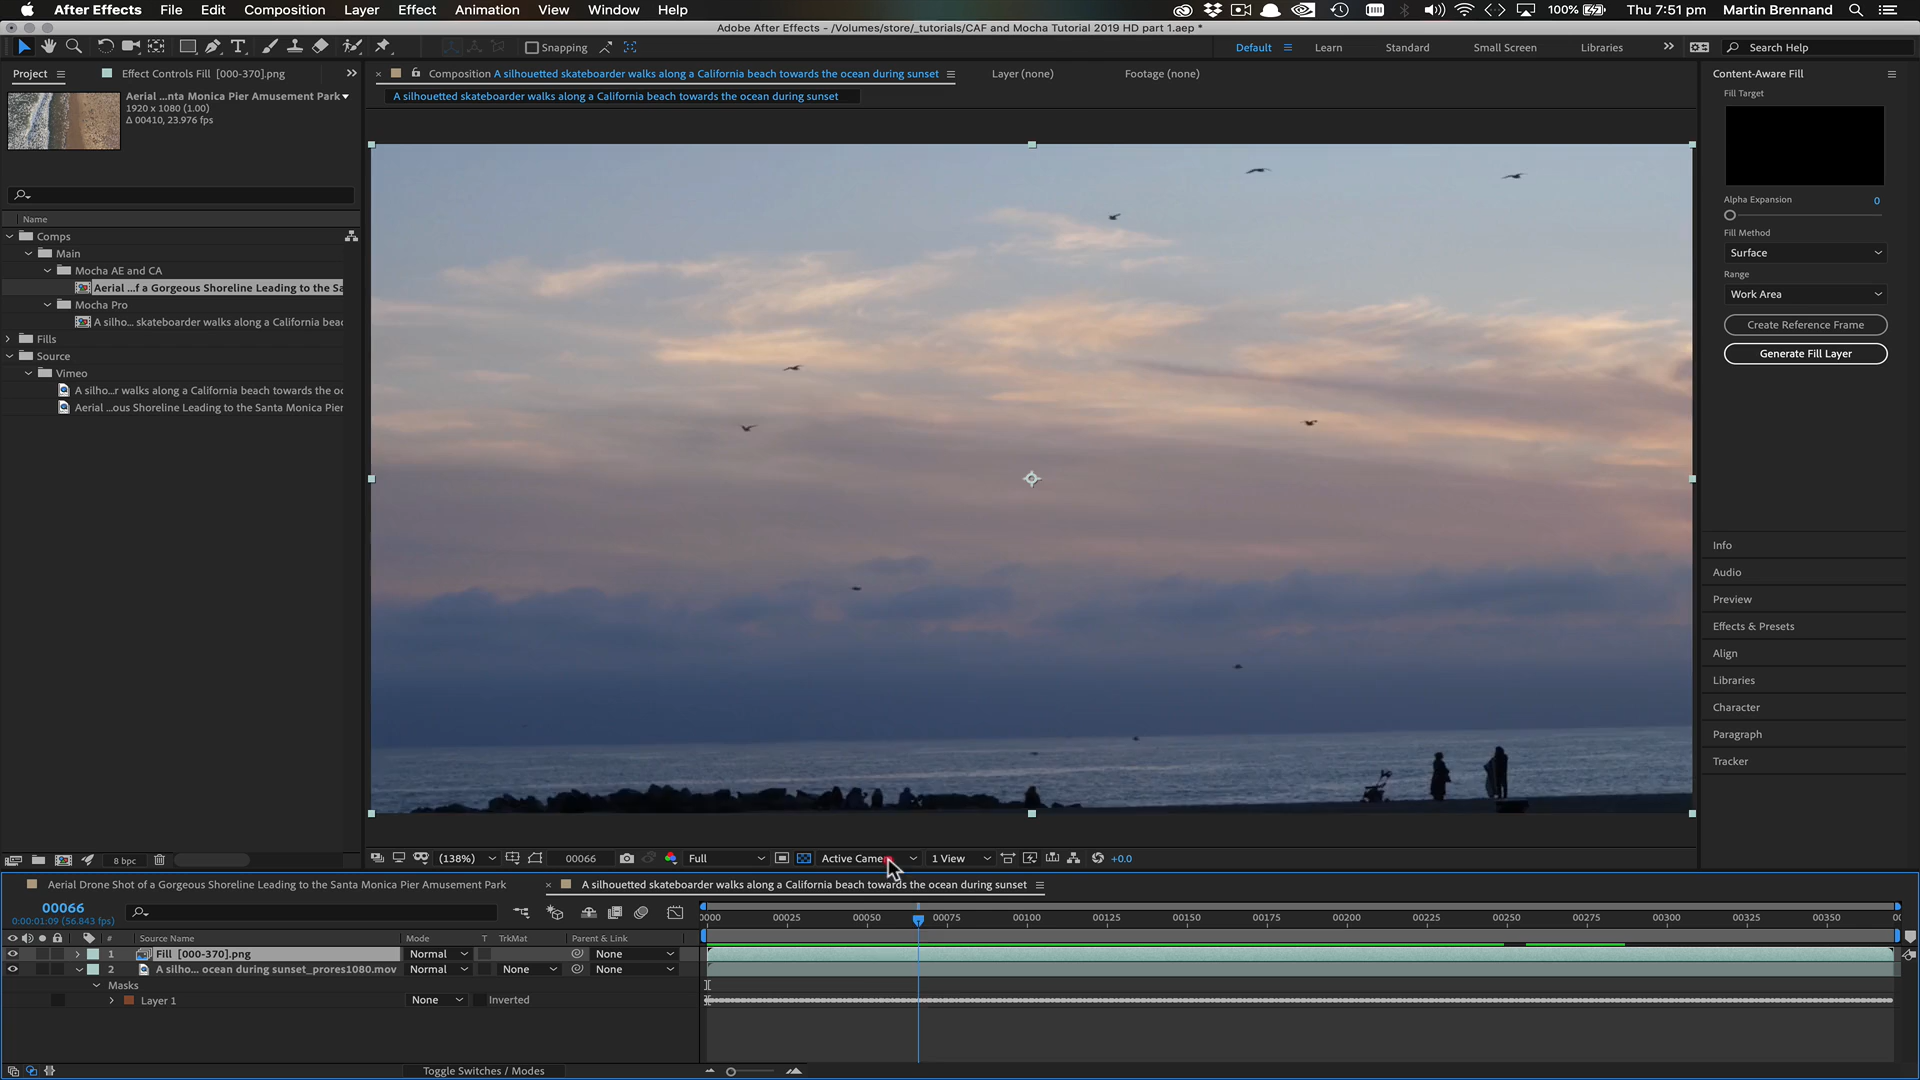 After Effects File Edit Composition Layer Effect Animation View Window Help 100% Thu 7:51 pm Martin Brennand
Adobe After Effects - /Volumes/store/_tutorials/CAF and Mocha Tutorial 2019 HD part 1.aep *
Snapping Default Learn Standard Small Screen Libraries Search Help
Project Effect Controls Fill [000-370].png
Composition A silhouetted skateboarder walks along a California beach towards the ocean during sunset Layer (none) Footage (none)
A silhouetted skateboarder walks along a California beach towards the ocean during sunset
Aerial ...nta Monica Pier Amusement Park
1920 x 1080 (1.00)
Δ 00410, 23.976 fps
Name
Comps
Main
Mocha AE and CA
Aerial ...f a Gorgeous Shoreline Leading to the Sa
Mocha Pro
A silho... skateboarder walks along a California beac
Fills
Source
Vimeo
A silho...r walks along a California beach towards the oc
Aerial ...ous Shoreline Leading to the Santa Monica Pier
8 bpc
Content-Aware Fill
Fill Target
Alpha Expansion 0
Fill Method
Surface
Range
Work Area
Create Reference Frame
Generate Fill Layer
Info
Audio
Preview
Effects & Presets
Align
Libraries
Character
Paragraph
Tracker
(138%) 00066 Full Active Camera 1 View +0.0
Aerial Drone Shot of a Gorgeous Shoreline Leading to the Santa Monica Pier Amusement Park
A silhouetted skateboarder walks along a California beach towards the ocean during sunset
00066
0:00:01:09 (56.843 fps)
0000 00025 00050 00075 00100 00125 00150 00175 00200 00225 00250 00275 00300 00325 00350
# Source Name Mode T TrkMat Parent & Link
1 Fill [000-370].png Normal None
2 A silho... ocean during sunset_prores1080.mov Normal None None
Masks
Layer 1 None Inverted
Toggle Switches / Modes